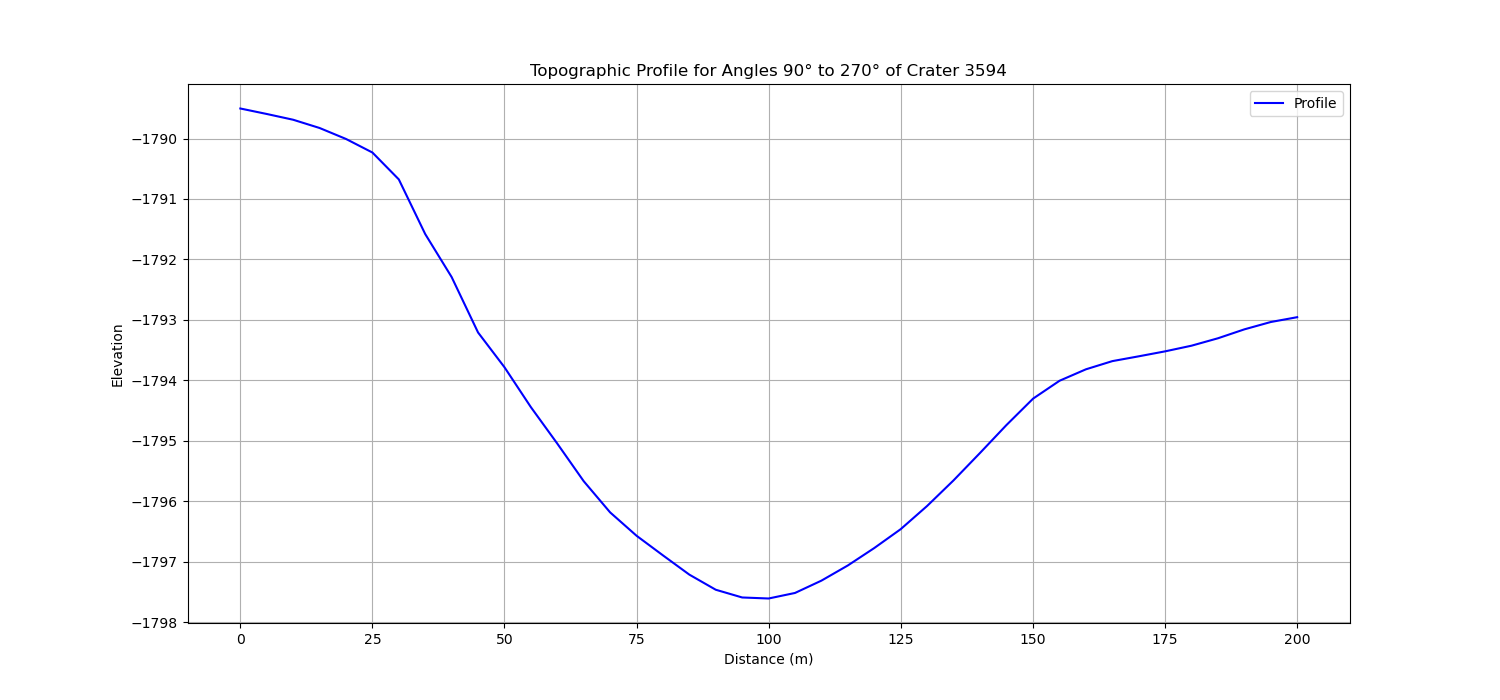 Topographic Profile for Angles 90° to 270° of Crater 3594
Profile
−1790
−1791
−1792
−1793
−1794
−1795
−1796
−1797
−1798
Elevation
0 25 50 75 100 125 150 175 200
Distance (m)